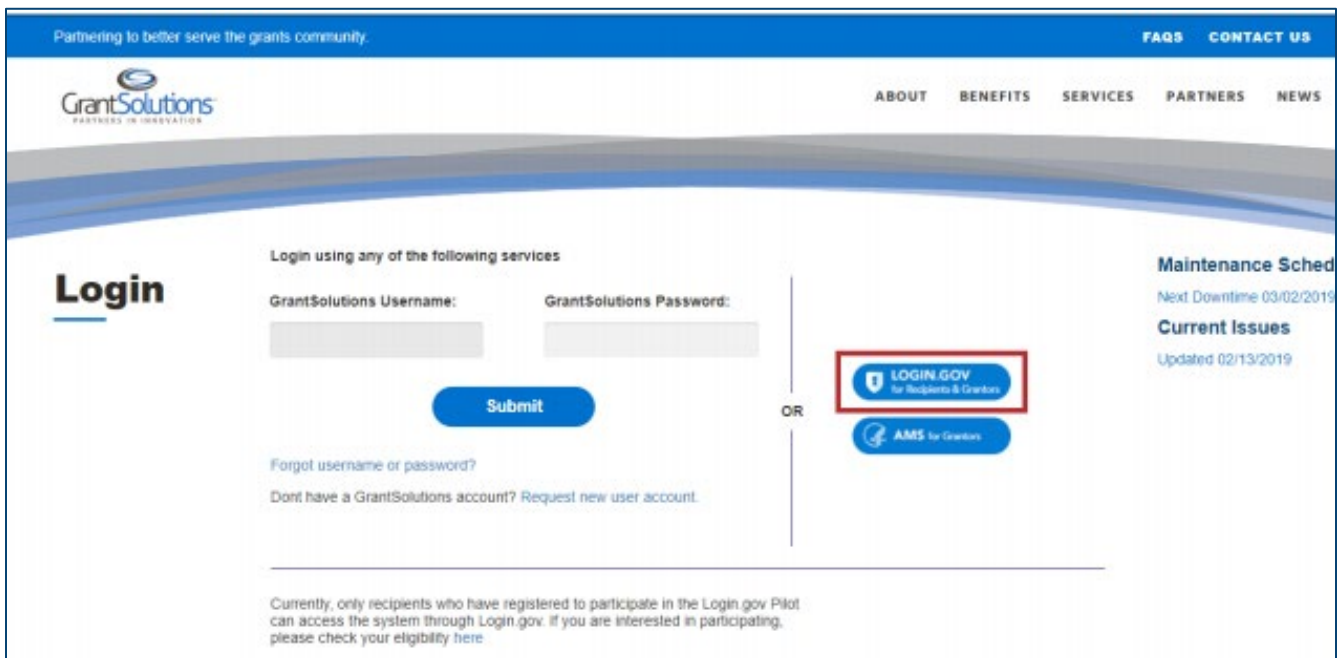 Partnering to better serve the grants community.
FAQS CONTACT US
GrantSolutions
PARTNERS IN INNOVATION
ABOUT BENEFITS SERVICES PARTNERS NEWS
Login
Login using any of the following services
GrantSolutions Username:
GrantSolutions Password:
Submit
Forgot username or password?
Dont have a GrantSolutions account? Request new user account.
OR
LOGIN.GOV
for Recipients & Grantors
AMS for Grantors
Maintenance Sched
Next Downtime 03/02/2019
Current Issues
Updated 02/13/2019
Currently, only recipients who have registered to participate in the Login.gov Pilot
can access the system through Login.gov. If you are interested in participating,
please check your eligibility here